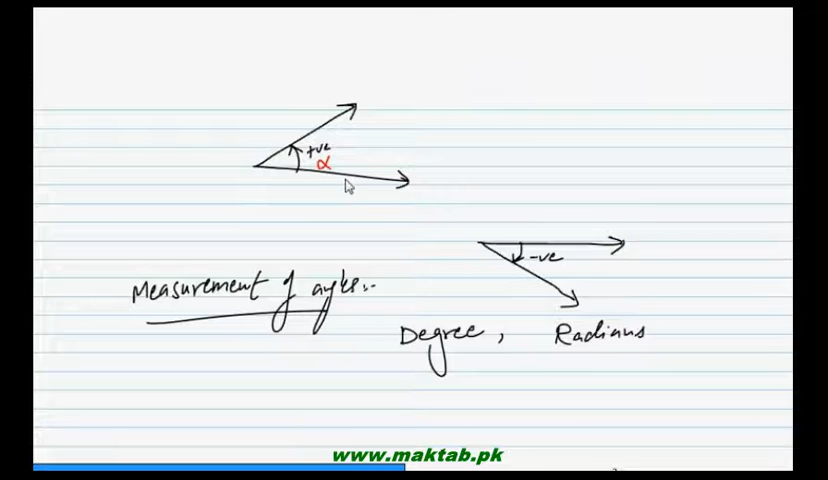 +ve
α
-ve
Measurement of angles:-
Degree, Radians
www.maktab.pk